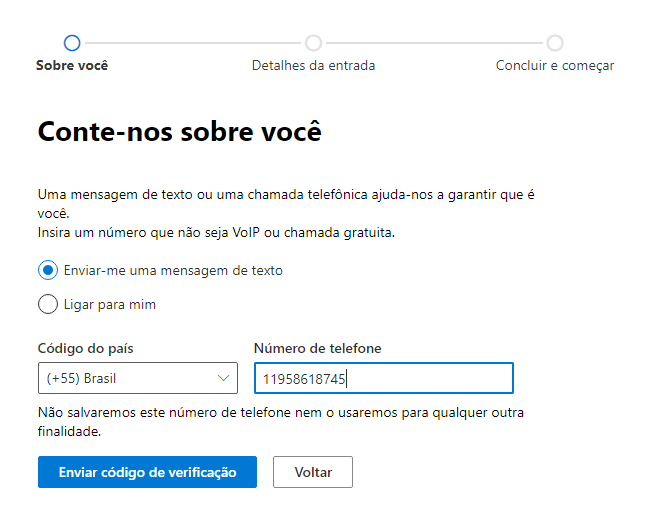 Sobre você
Detalhes da entrada
Concluir e começar
Conte-nos sobre você
Uma mensagem de texto ou uma chamada telefônica ajuda-nos a garantir que é
você.
Insira um número que não seja VoIP ou chamada gratuita.
Enviar-me uma mensagem de texto
Ligar para mim
Código do país
Número de telefone
(+55) Brasil
11958618745
Não salvaremos este número de telefone nem o usaremos para qualquer outra
finalidade.
Enviar código de verificação
Voltar